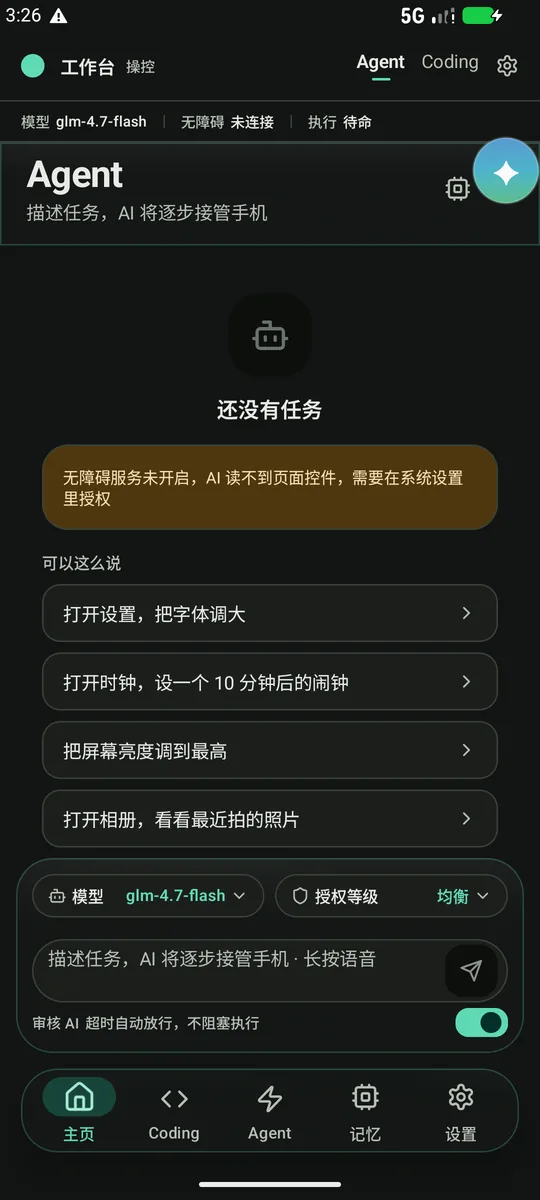 3:26 5G
工作台 操控 Agent Coding
模型 glm-4.7-flash 无障碍 未连接 执行 待命
Agent
描述任务，AI 将逐步接管手机
还没有任务
无障碍服务未开启，AI 读不到页面控件，需要在系统设置
里授权
可以这么说
打开设置，把字体调大
打开时钟，设一个 10 分钟后的闹钟
把屏幕亮度调到最高
打开相册，看看最近拍的照片
模型 glm-4.7-flash 授权等级 均衡
描述任务，AI 将逐步接管手机 · 长按语音
审核 AI 超时自动放行，不阻塞执行
主页 Coding Agent 记忆 设置